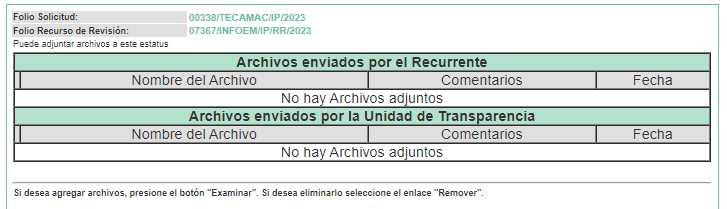 Folio Solicitud: 00338/TECAMAC/IP/2023
Folio Recurso de Revisión: 07367/INFOEM/IP/RR/2023
Puede adjuntar archivos a este estatus
Archivos enviados por el Recurrente
Nombre del Archivo Comentarios Fecha
No hay Archivos adjuntos
Archivos enviados por la Unidad de Transparencia
Nombre del Archivo Comentarios Fecha
No hay Archivos adjuntos
Si desea agregar archivos, presione el botón "Examinar". Si desea eliminarlo seleccione el enlace "Remover".